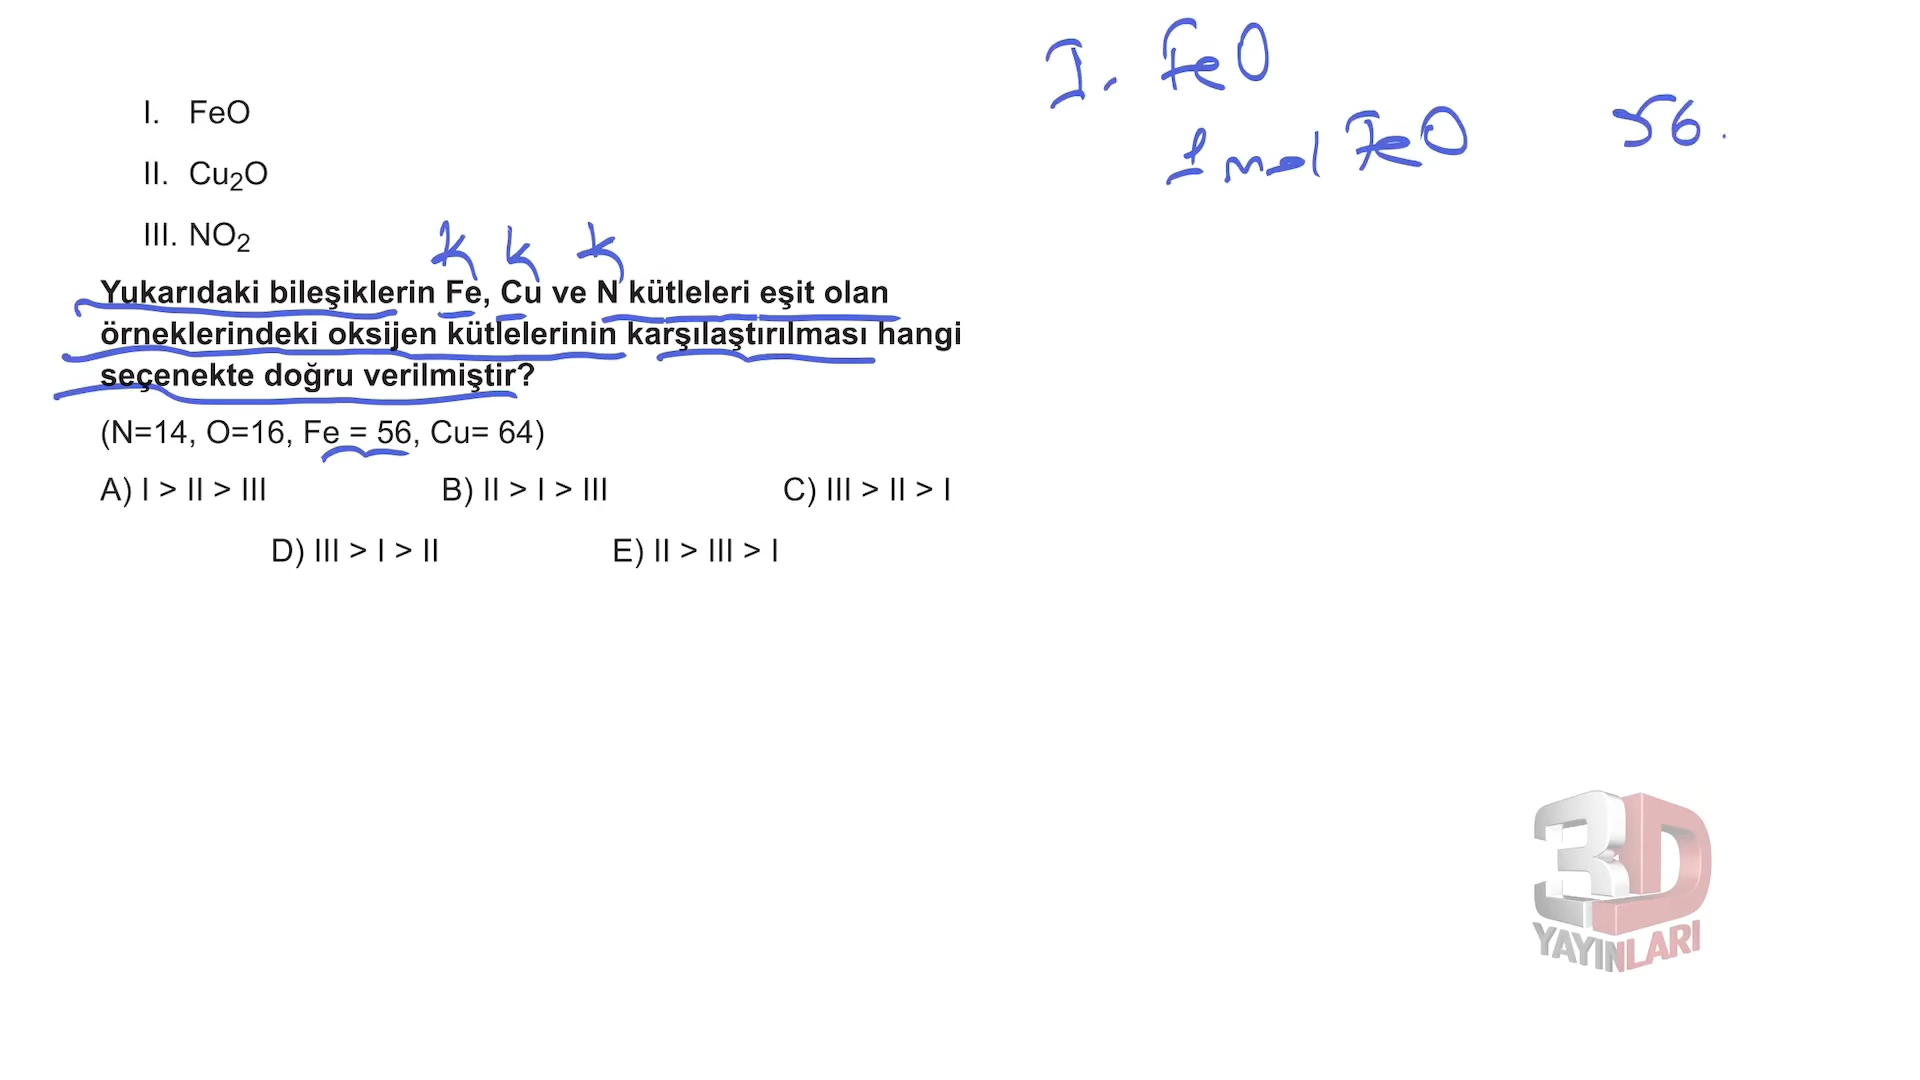 I. FeO
II. Cu₂O
III. NO₂
k k k
Yukarıdaki bileşiklerin Fe, Cu ve N kütleleri eşit olan
örneklerindeki oksijen kütlelerinin karşılaştırılması hangi
seçenekte doğru verilmiştir?
(N=14, O=16, Fe = 56, Cu= 64)
A) I > II > III B) II > I > III C) III > II > I
D) III > I > II E) II > III > I
I. FeO
1 mol FeO 56.
3D
YAYINLARI